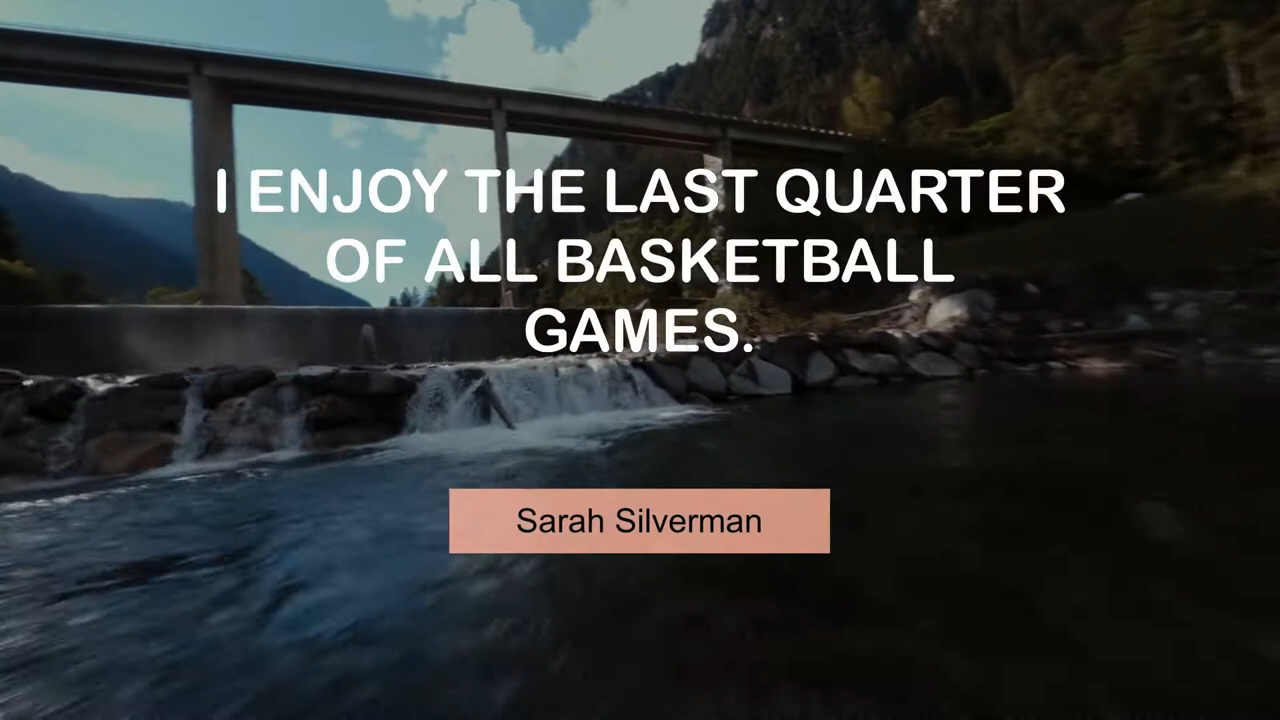 I ENJOY THE LAST QUARTER
OF ALL BASKETBALL
GAMES.
Sarah Silverman